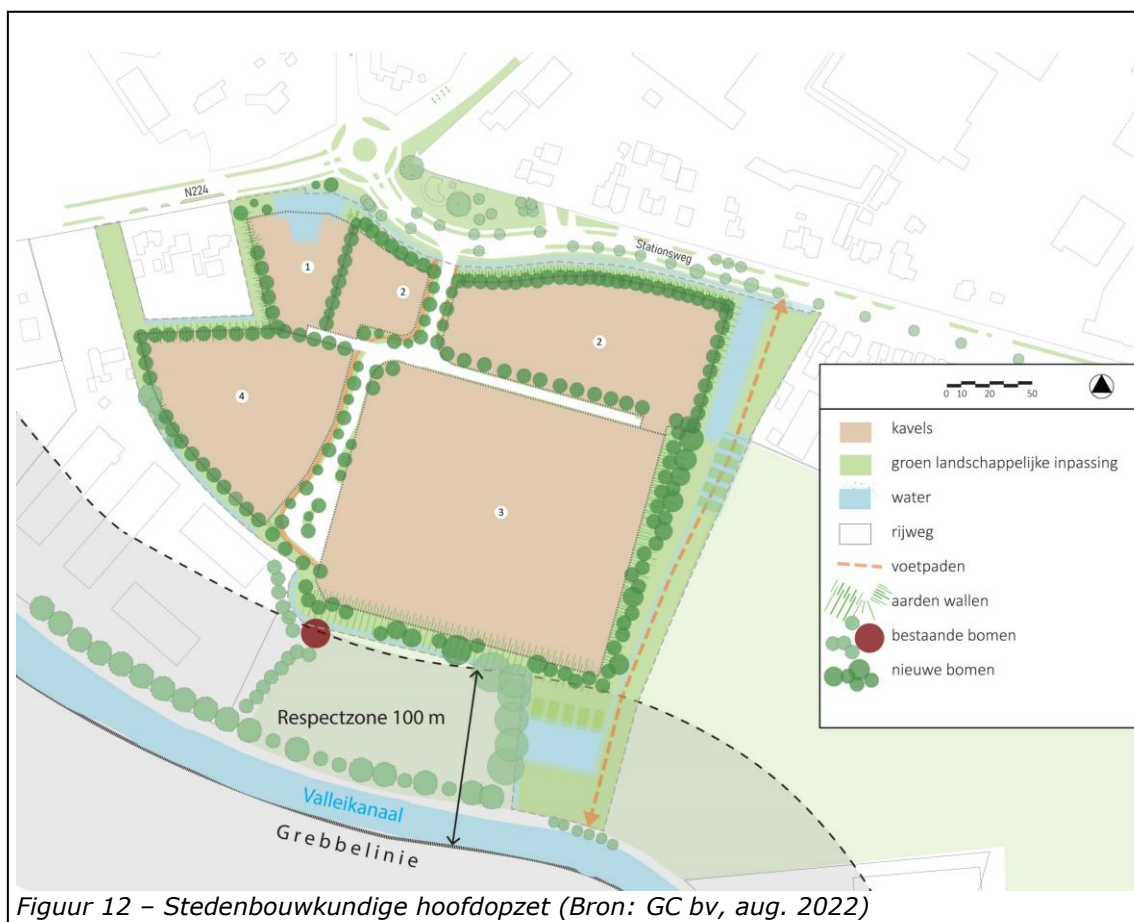 N224
Stationsweg
1
2
2
4
3
0 10 20 50
kavels
groen landschappelijke inpassing
water
rijweg
voetpaden
aarden wallen
bestaande bomen
nieuwe bomen
Respectzone 100 m
Valleikanaal
Grebbelinie
Figuur 12 – Stedenbouwkundige hoofdopzet (Bron: GC bv, aug. 2022)